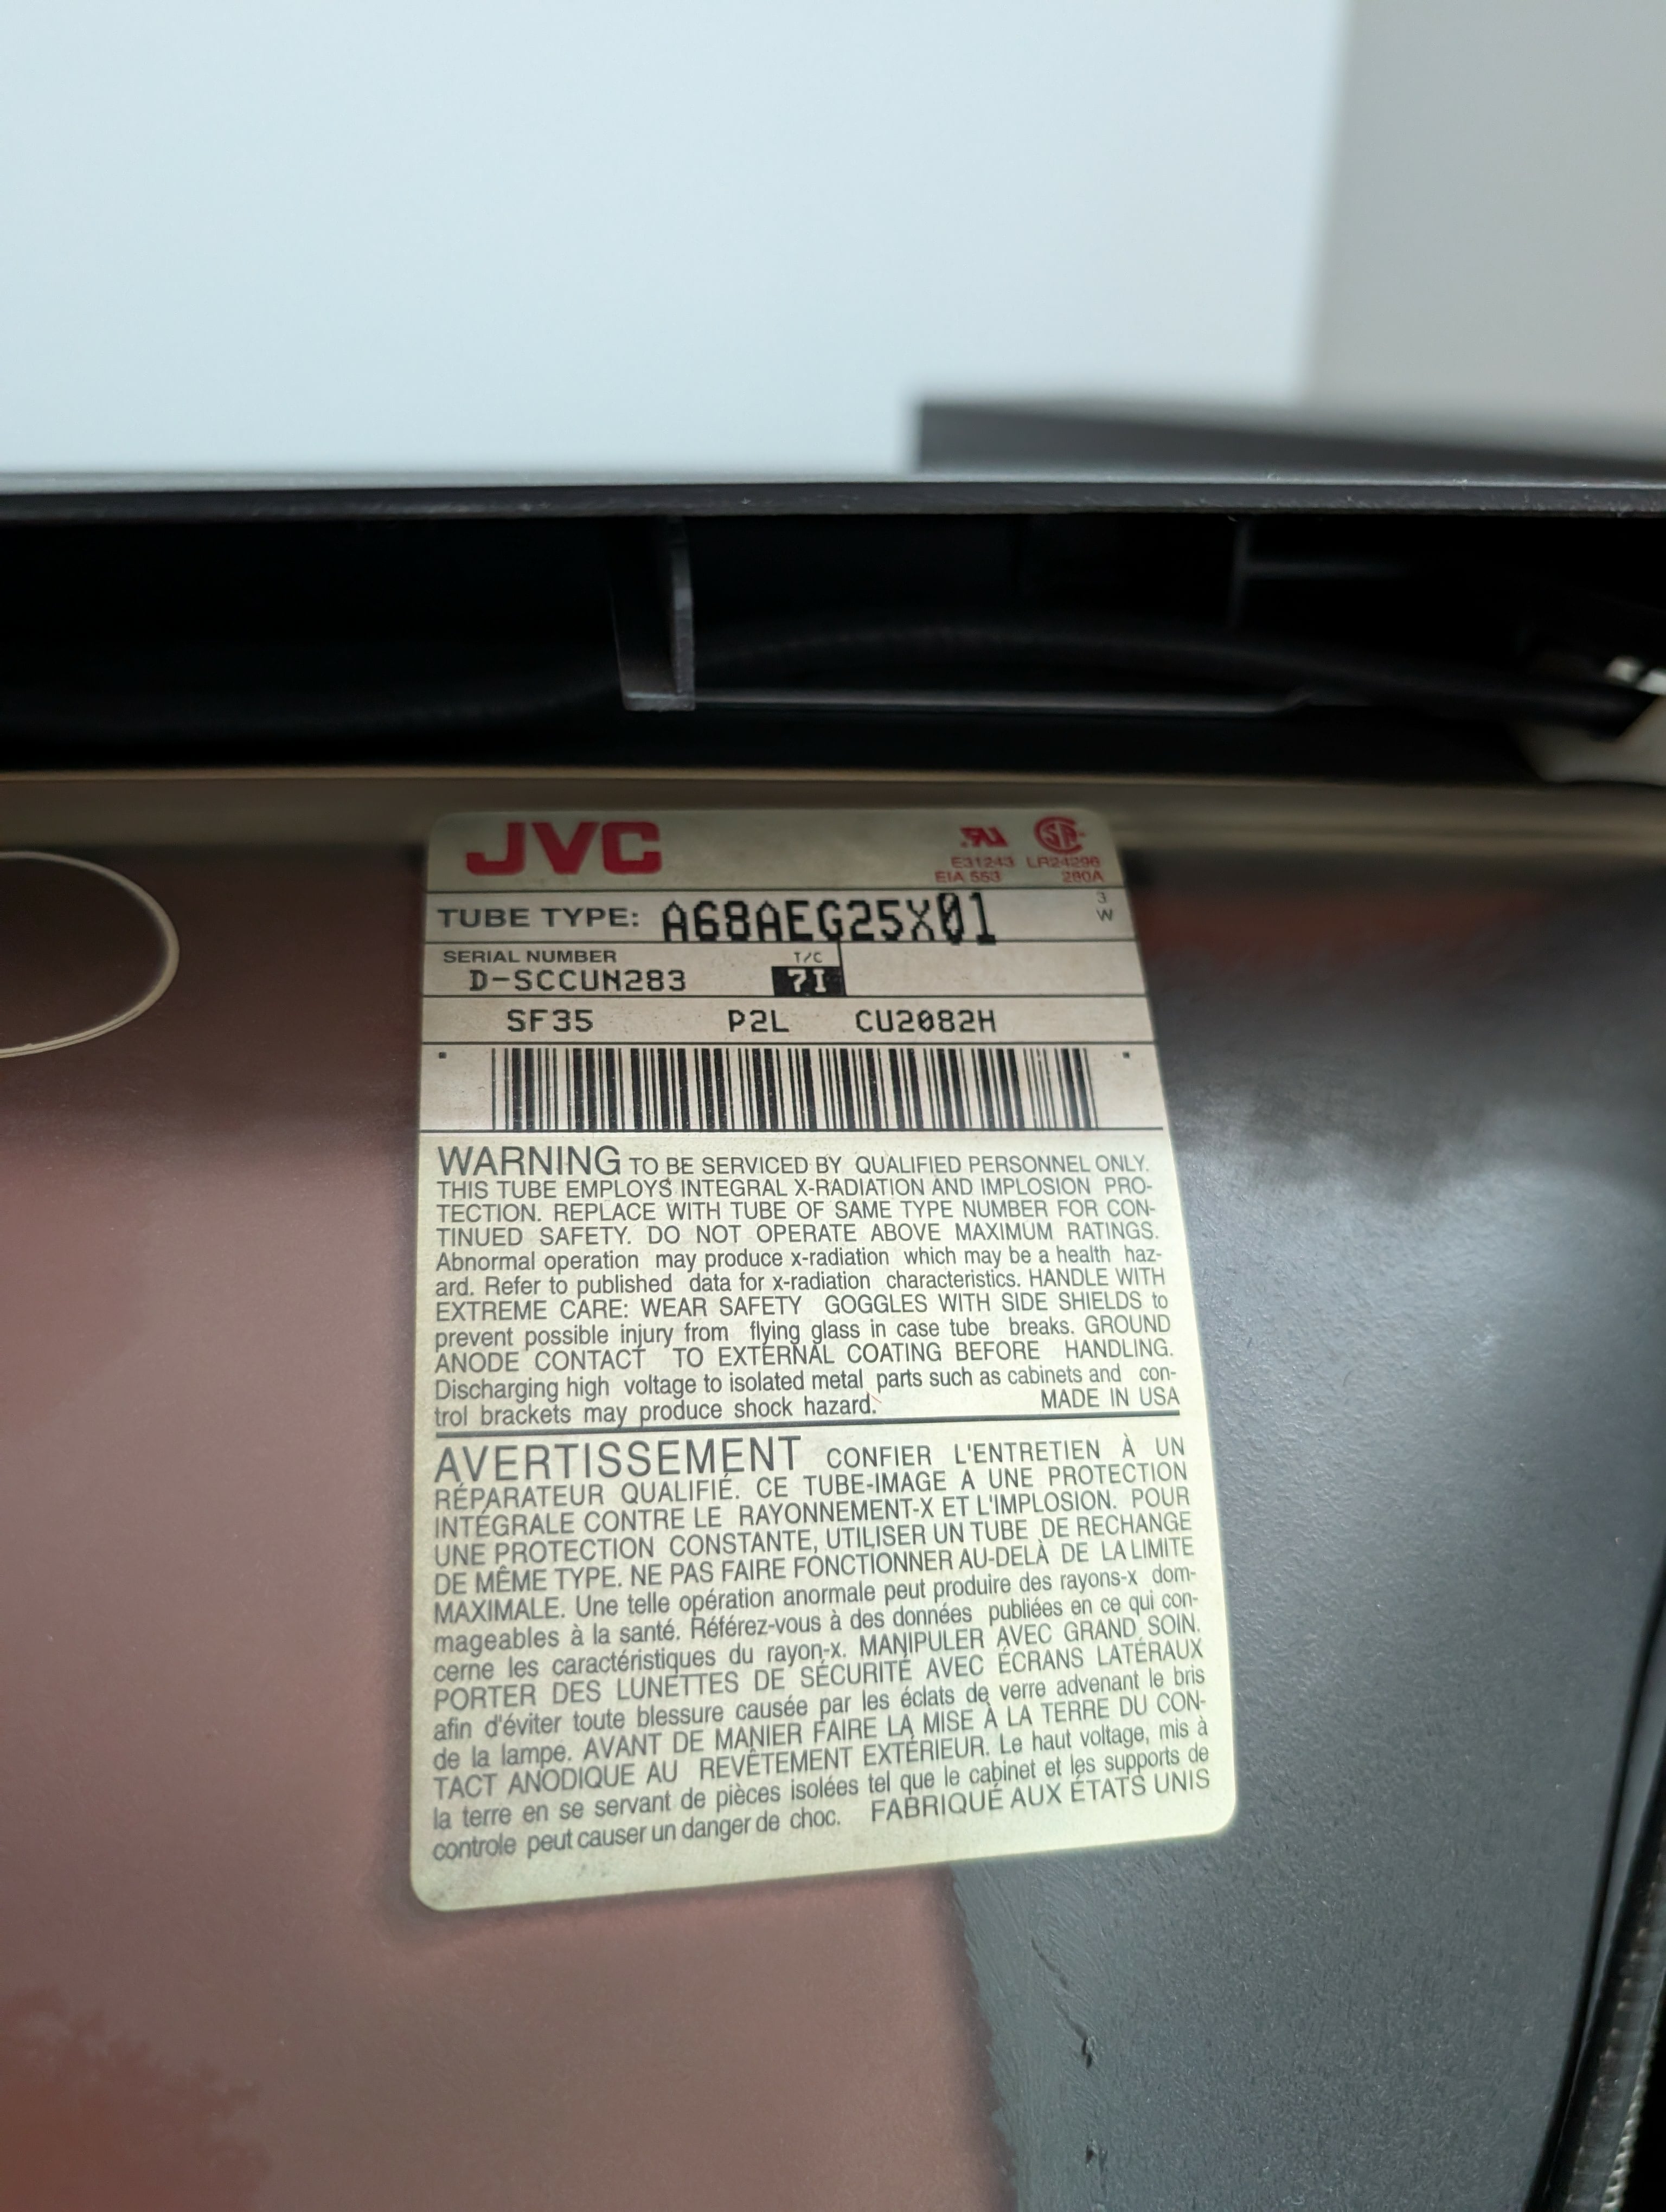 JVC
E31243 LR24296
EIA 553 280A
TUBE TYPE: A68AEG25X01
3
W
SERIAL NUMBER T/C
D-SCCUN283 7I
SF35 P2L CU2082H
WARNING TO BE SERVICED BY QUALIFIED PERSONNEL ONLY.
THIS TUBE EMPLOYS INTEGRAL X-RADIATION AND IMPLOSION PRO-
TECTION. REPLACE WITH TUBE OF SAME TYPE NUMBER FOR CON-
TINUED SAFETY. DO NOT OPERATE ABOVE MAXIMUM RATINGS.
Abnormal operation may produce x-radiation which may be a health haz-
ard. Refer to published data for x-radiation characteristics. HANDLE WITH
EXTREME CARE: WEAR SAFETY GOGGLES WITH SIDE SHIELDS to
prevent possible injury from flying glass in case tube breaks. GROUND
ANODE CONTACT TO EXTERNAL COATING BEFORE HANDLING.
Discharging high voltage to isolated metal parts such as cabinets and con-
trol brackets may produce shock hazard. MADE IN USA
AVERTISSEMENT CONFIER L'ENTRETIEN À UN
RÉPARATEUR QUALIFIÉ. CE TUBE-IMAGE A UNE PROTECTION
INTÉGRALE CONTRE LE RAYONNEMENT-X ET L'IMPLOSION. POUR
UNE PROTECTION CONSTANTE, UTILISER UN TUBE DE RECHANGE
DE MÊME TYPE. NE PAS FAIRE FONCTIONNER AU-DELÀ DE LA LIMITE
MAXIMALE. Une telle opération anormale peut produire des rayons-x dom-
mageables à la santé. Référez-vous à des données publiées en ce qui con-
cerne les caractéristiques du rayon-x. MANIPULER AVEC GRAND SOIN.
PORTER DES LUNETTES DE SÉCURITÉ AVEC ÉCRANS LATÉRAUX
afin d'éviter toute blessure causée par les éclats de verre advenant le bris
de la lampe. AVANT DE MANIER FAIRE LA MISE À LA TERRE DU CON-
TACT ANODIQUE AU REVÊTEMENT EXTÉRIEUR. Le haut voltage, mis à
la terre en se servant de pièces isolées tel que le cabinet et les supports de
controle peut causer un danger de choc. FABRIQUÉ AUX ÉTATS UNIS